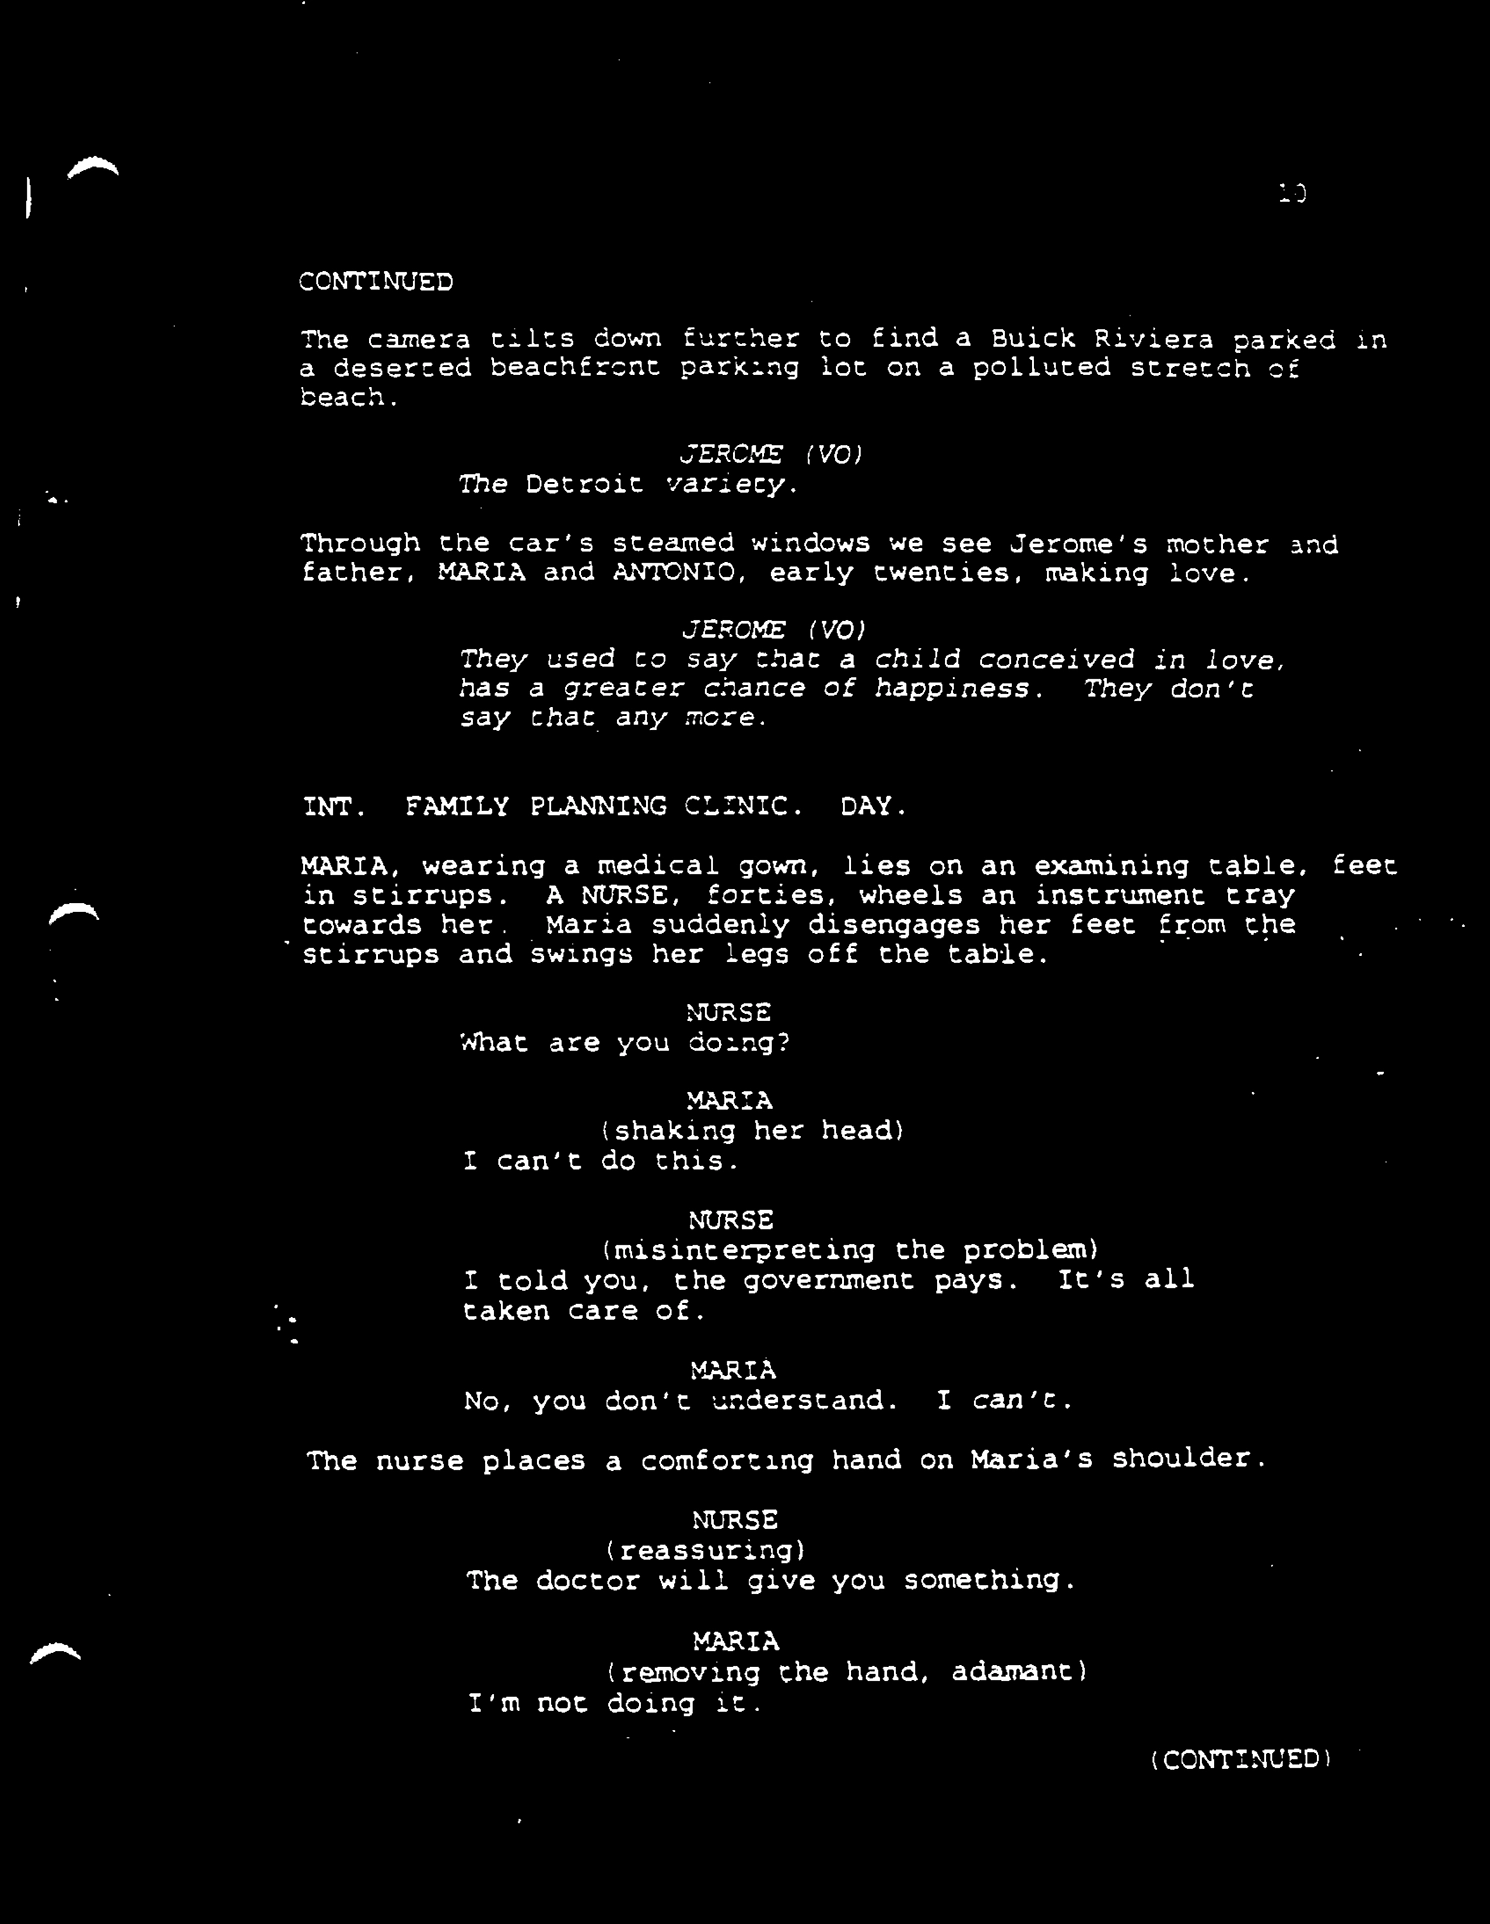 10
CONTINUED
The camera tilts down further to find a Buick Riviera parked in
a deserted beachfront parking lot on a polluted stretch of
beach.
JEROME (VO)
The Detroit variety.
Through the car's steamed windows we see Jerome's mother and
father, MARIA and ANTONIO, early twenties, making love.
JEROME (VO)
They used to say that a child conceived in love,
has a greater chance of happiness. They don't
say that any more.
INT. FAMILY PLANNING CLINIC. DAY.
MARIA, wearing a medical gown, lies on an examining table, feet
in stirrups. A NURSE, forties, wheels an instrument tray
towards her. Maria suddenly disengages her feet from the
stirrups and swings her legs off the table.
NURSE
What are you doing?
MARIA
(shaking her head)
I can't do this.
NURSE
(misinterpreting the problem)
I told you, the government pays. It's all
taken care of.
MARIA
No, you don't understand. I can't.
The nurse places a comforting hand on Maria's shoulder.
NURSE
(reassuring)
The doctor will give you something.
MARIA
(removing the hand, adamant)
I'm not doing it.
(CONTINUED)